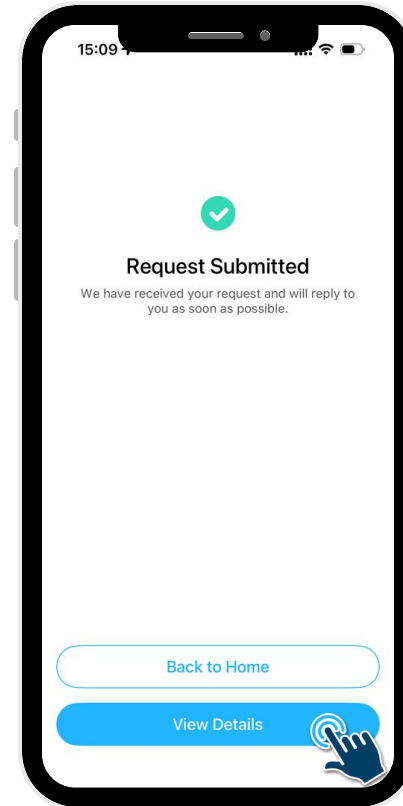 15:09
Request Submitted
We have received your request and will reply to
you as soon as possible.
Back to Home
View Details